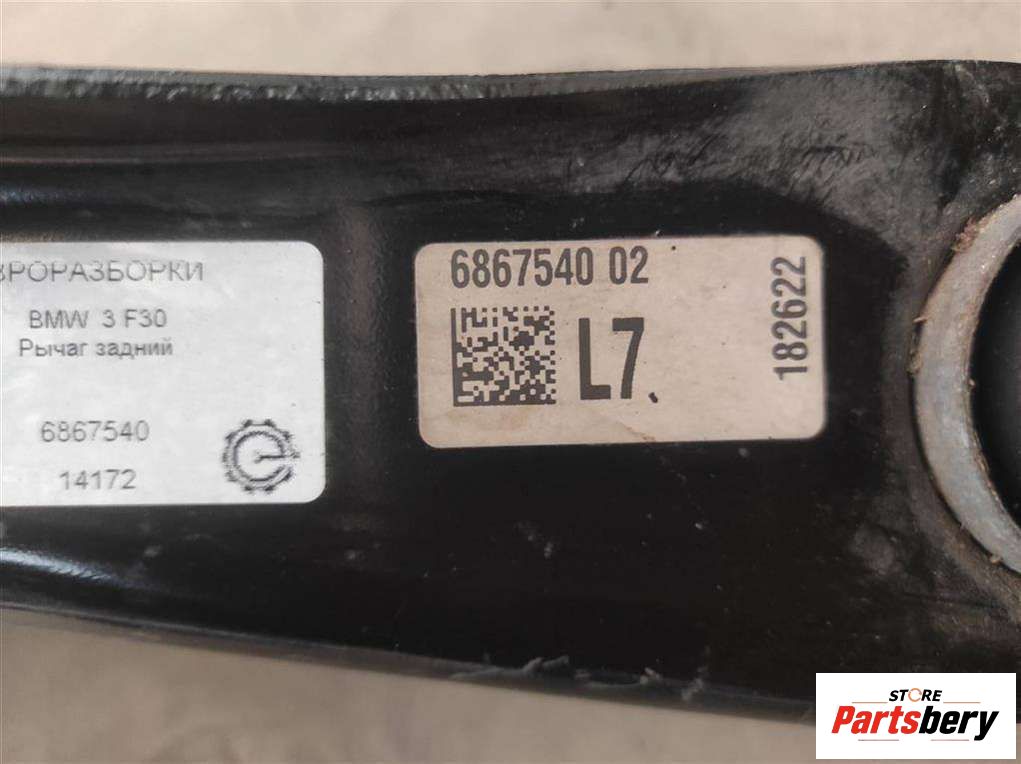 ВРОРАЗБОРКИ
BMW 3 F30
Рычаг задний
6867540
14172
6867540 02
L7
182622
STORE
Partsbery